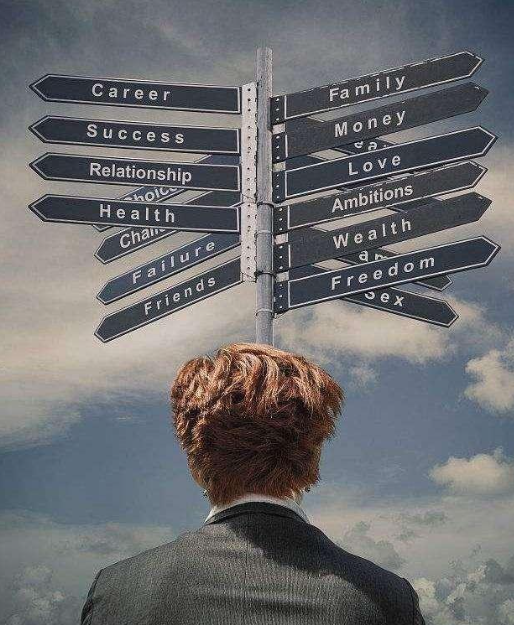 Career
Success
Relationship
Health
Failure
Friends
Family
Money
Love
Ambitions
Wealth
Freedom
Sex